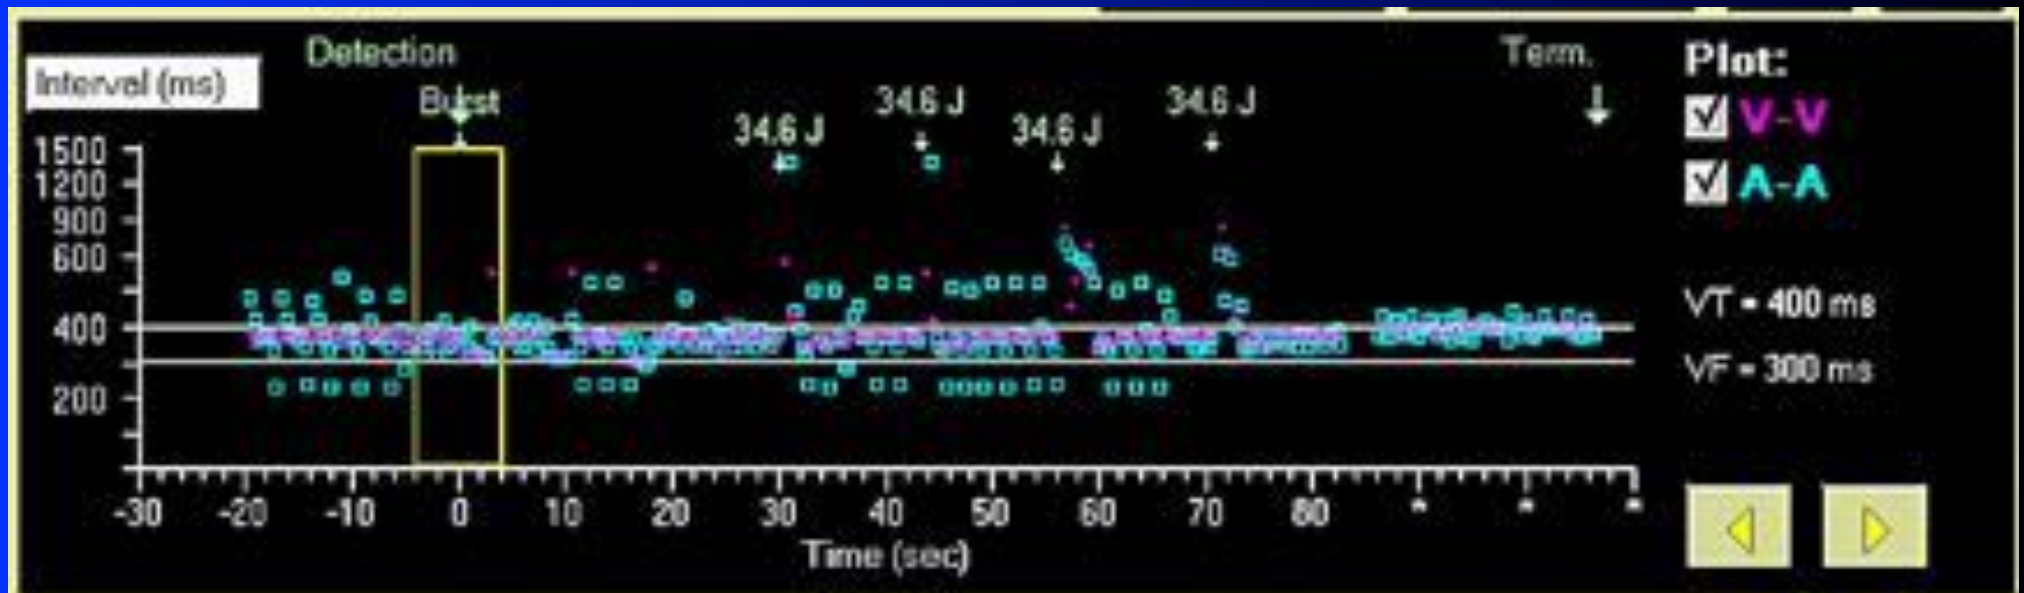 Detection
Term.
Plot:
Interval (ms)
Burst
34.6 J
34.6 J
34.6 J
34.6 J
V-V
A-A
1500
1200
900
600
400
200
VT = 400 ms
VF = 300 ms
-30 -20 -10 0 10 20 30 40 50 60 70 80 * * *
Time (sec)